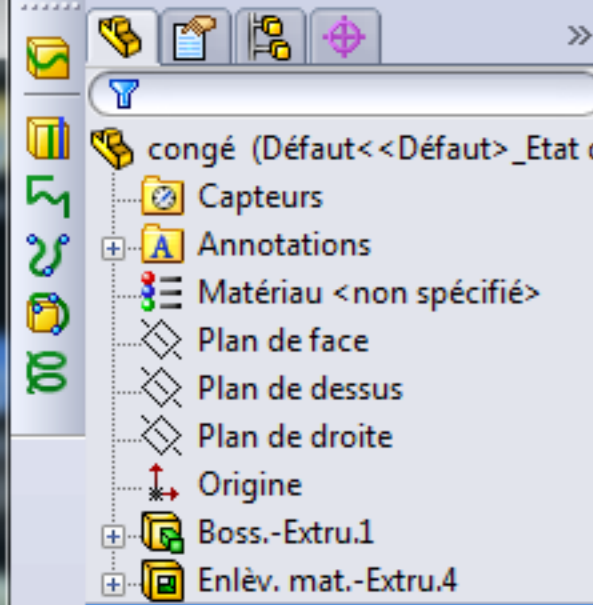 congé (Défaut<<Défaut>_Etat
Capteurs
Annotations
Matériau <non spécifié>
Plan de face
Plan de dessus
Plan de droite
Origine
Boss.-Extru.1
Enlèv. mat.-Extru.4